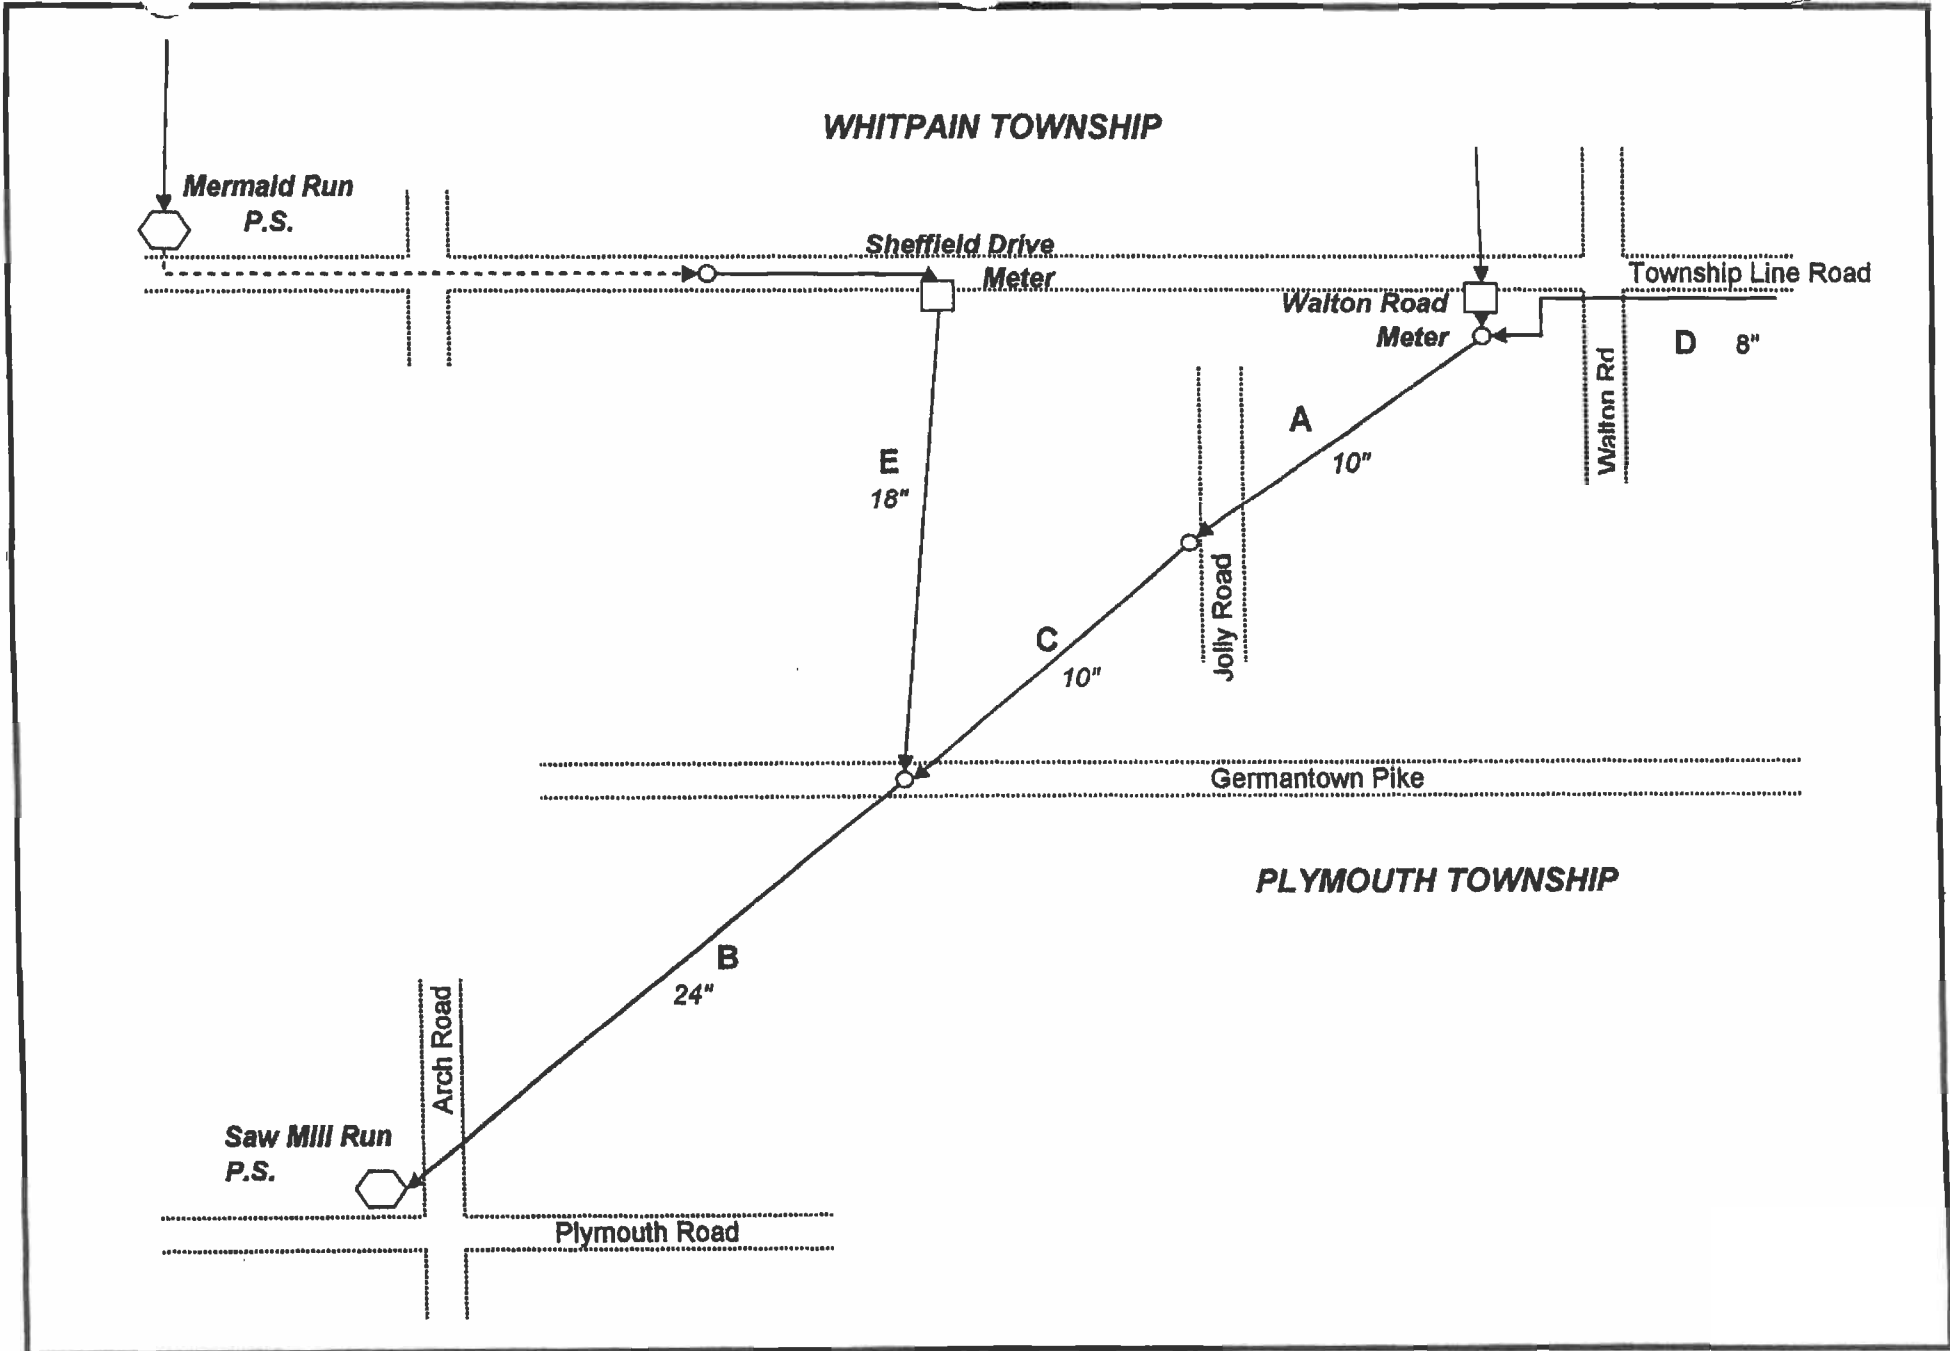 WHITPAIN TOWNSHIP
Mermaid Run
P.S.
Sheffield Drive
Meter
Township Line Road
Walton Road
Meter
D 8"
Walton Rd
A
10"
E
18"
Jolly Road
C
10"
Germantown Pike
PLYMOUTH TOWNSHIP
B
24"
Arch Road
Saw Mill Run
P.S.
Plymouth Road